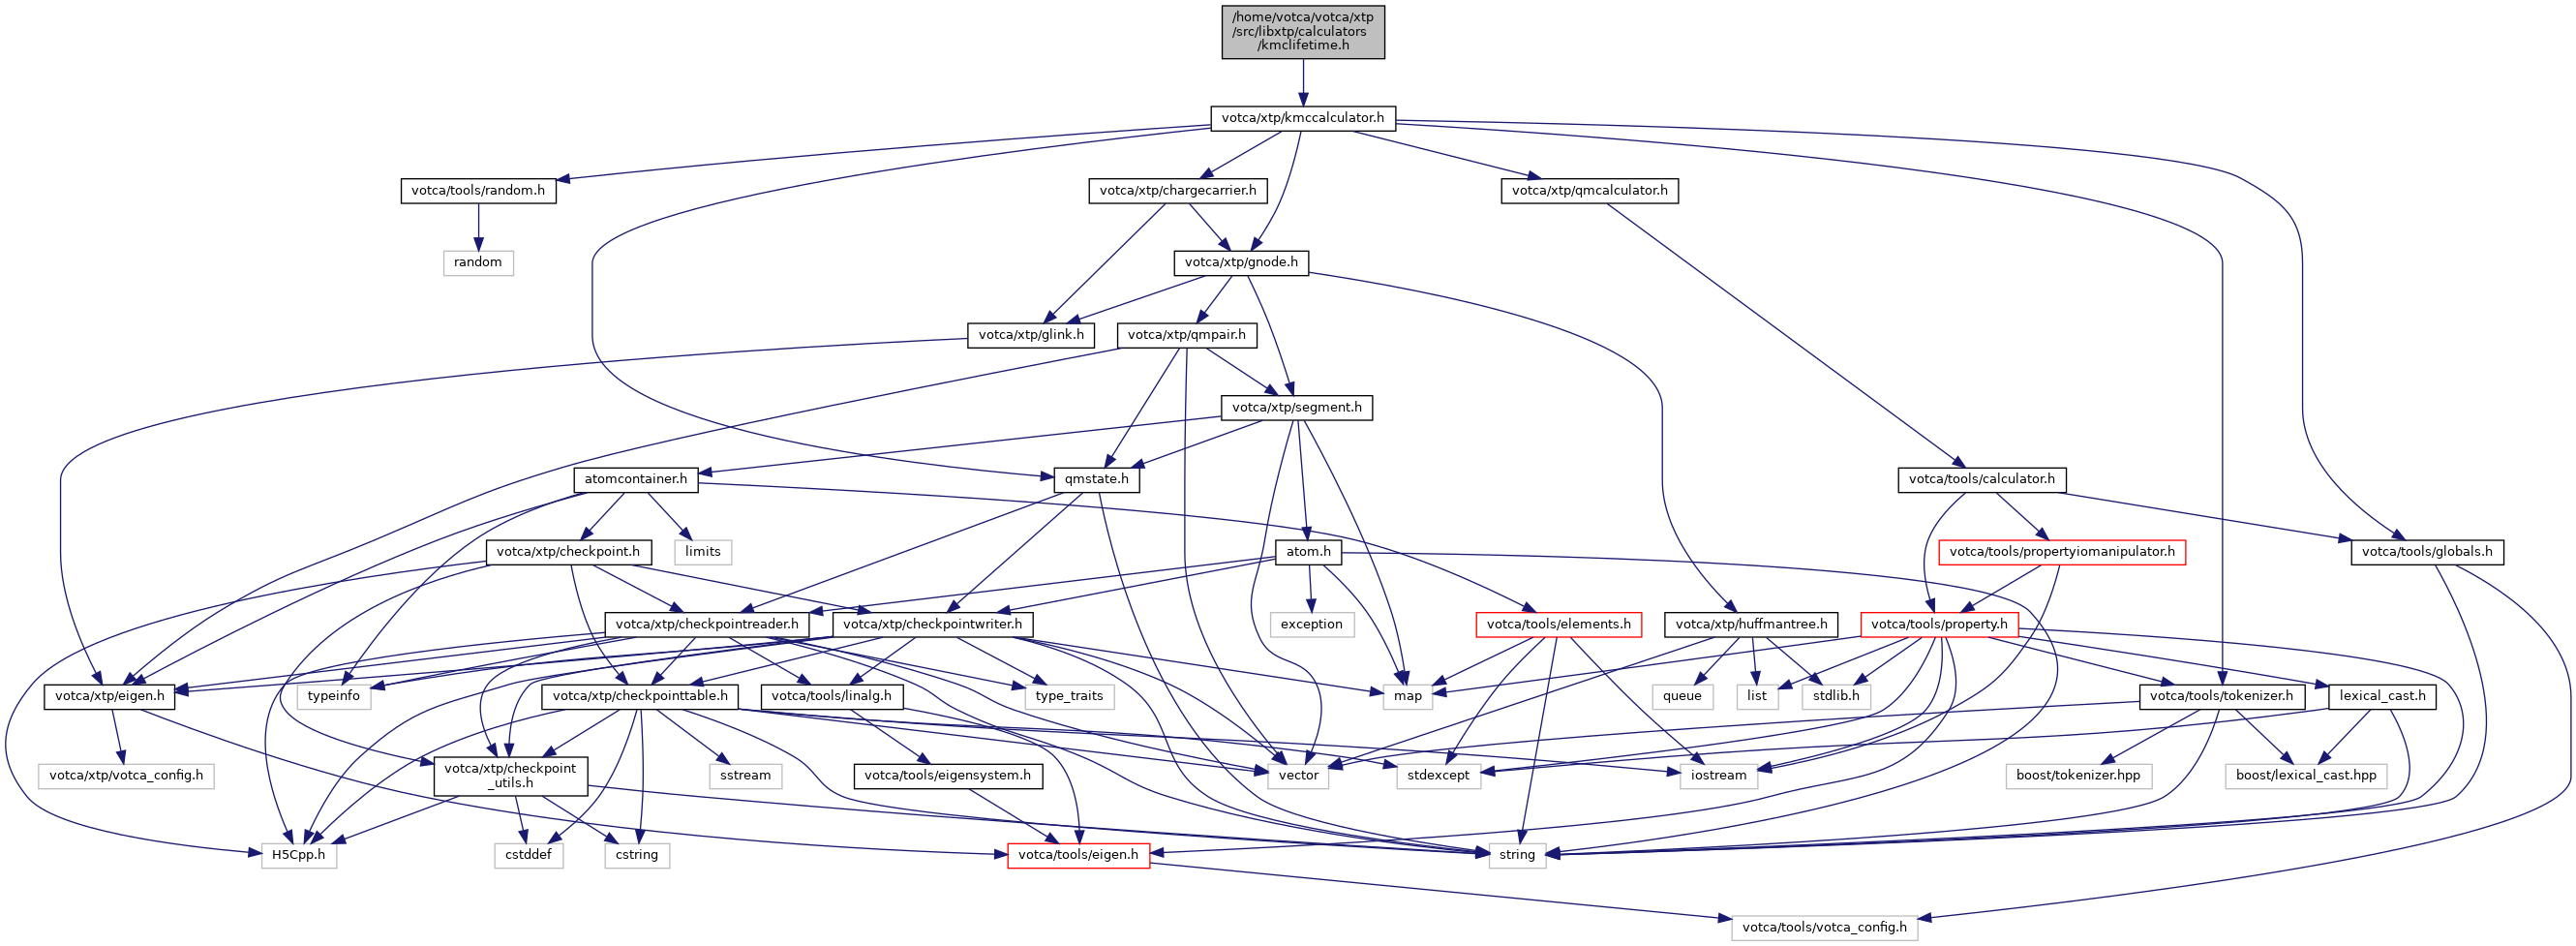 /home/votca/votca/xtp
/src/libxtp/calculators
/kmclifetime.h
votca/xtp/kmccalculator.h
votca/tools/random.h
votca/xtp/chargecarrier.h
votca/xtp/qmcalculator.h
random
votca/xtp/gnode.h
votca/xtp/glink.h
votca/xtp/qmpair.h
votca/xtp/segment.h
atomcontainer.h
qmstate.h
votca/tools/calculator.h
votca/xtp/checkpoint.h
limits
atom.h
votca/tools/propertyiomanipulator.h
votca/tools/globals.h
votca/xtp/checkpointreader.h
votca/xtp/checkpointwriter.h
exception
votca/tools/elements.h
votca/xtp/huffmantree.h
votca/tools/property.h
votca/xtp/eigen.h
typeinfo
votca/xtp/checkpointtable.h
votca/tools/linalg.h
type_traits
map
queue
list
stdlib.h
votca/tools/tokenizer.h
lexical_cast.h
votca/xtp/votca_config.h
votca/xtp/checkpoint
_utils.h
sstream
votca/tools/eigensystem.h
vector
stdexcept
iostream
boost/tokenizer.hpp
boost/lexical_cast.hpp
H5Cpp.h
cstddef
cstring
votca/tools/eigen.h
string
votca/tools/votca_config.h